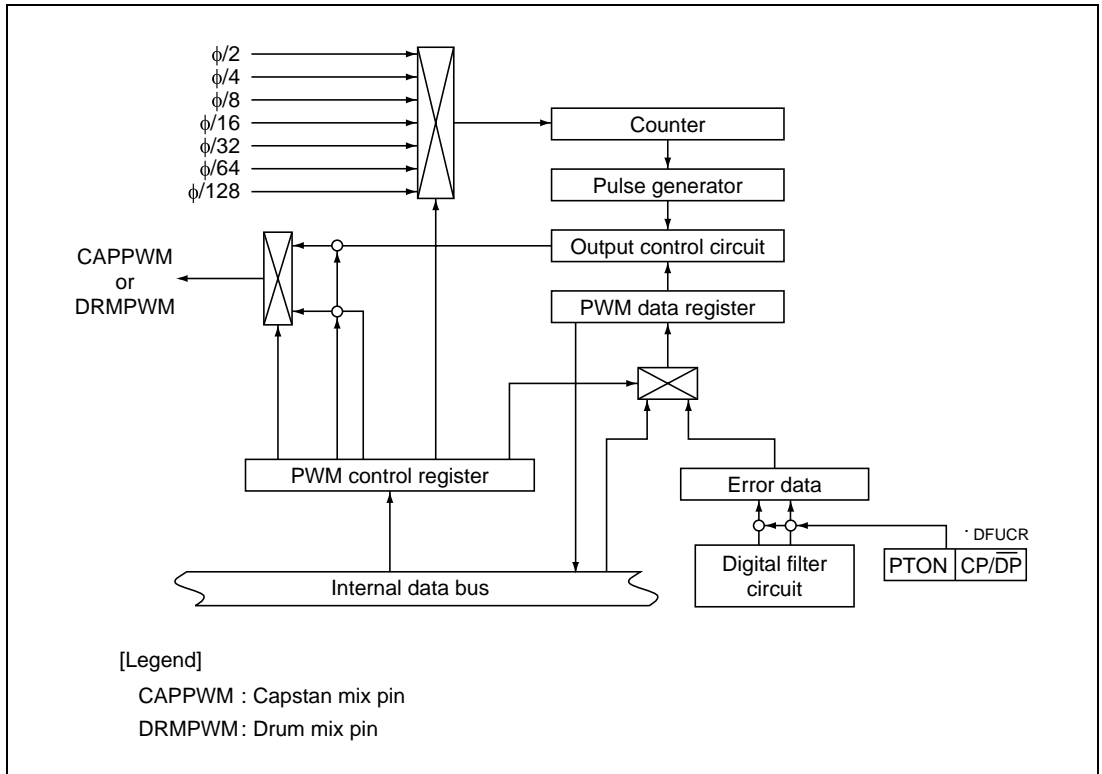 ϕ/2
ϕ/4
ϕ/8
ϕ/16
ϕ/32
ϕ/64
ϕ/128
Counter
Pulse generator
Output control circuit
PWM data register
CAPPWM
or
DRMPWM
PWM control register
Error data
· DFUCR
Digital filter
circuit
PTON CP/D̅P̅
Internal data bus
[Legend]
CAPPWM : Capstan mix pin
DRMPWM : Drum mix pin